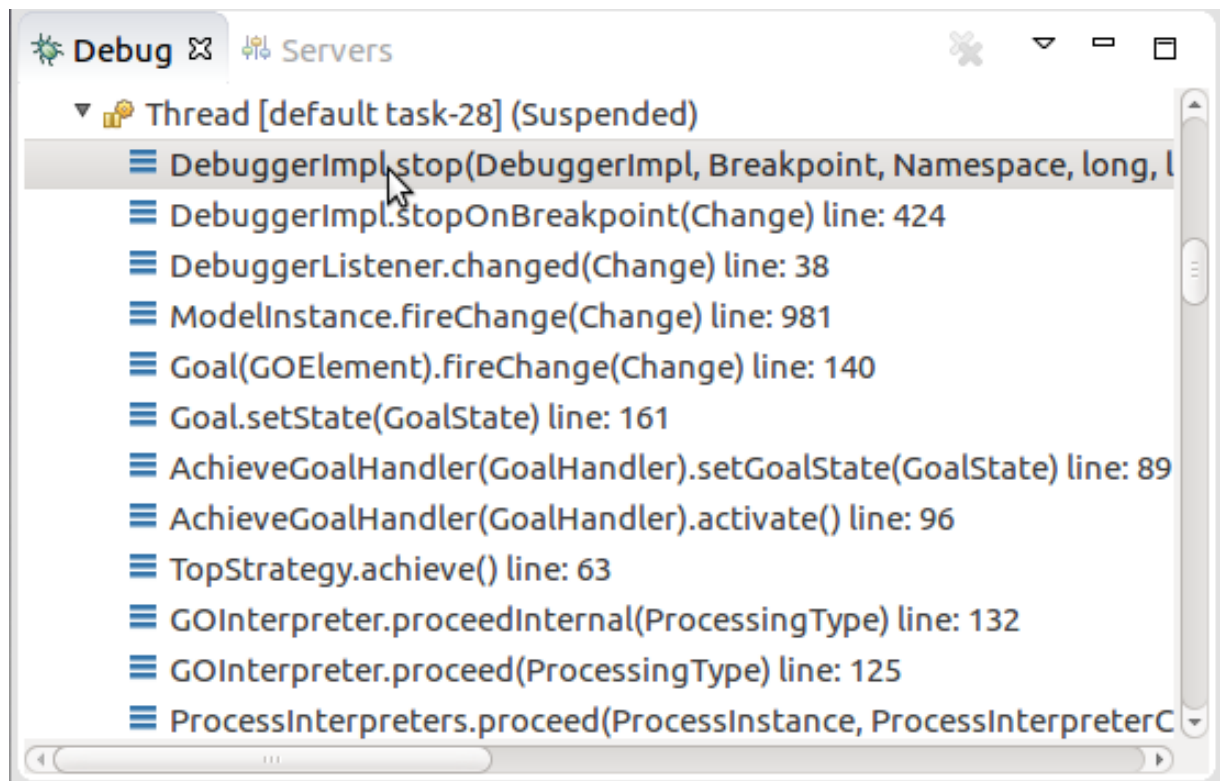 Debug Servers
Thread [default task-28] (Suspended)
DebuggerImpl.stop(DebuggerImpl, Breakpoint, Namespace, long, l
DebuggerImpl.stopOnBreakpoint(Change) line: 424
DebuggerListener.changed(Change) line: 38
ModelInstance.fireChange(Change) line: 981
Goal(GOElement).fireChange(Change) line: 140
Goal.setState(GoalState) line: 161
AchieveGoalHandler(GoalHandler).setGoalState(GoalState) line: 89
AchieveGoalHandler(GoalHandler).activate() line: 96
TopStrategy.achieve() line: 63
GOInterpreter.proceedInternal(ProcessingType) line: 132
GOInterpreter.proceed(ProcessingType) line: 125
ProcessInterpreters.proceed(ProcessInstance, ProcessInterpreterC